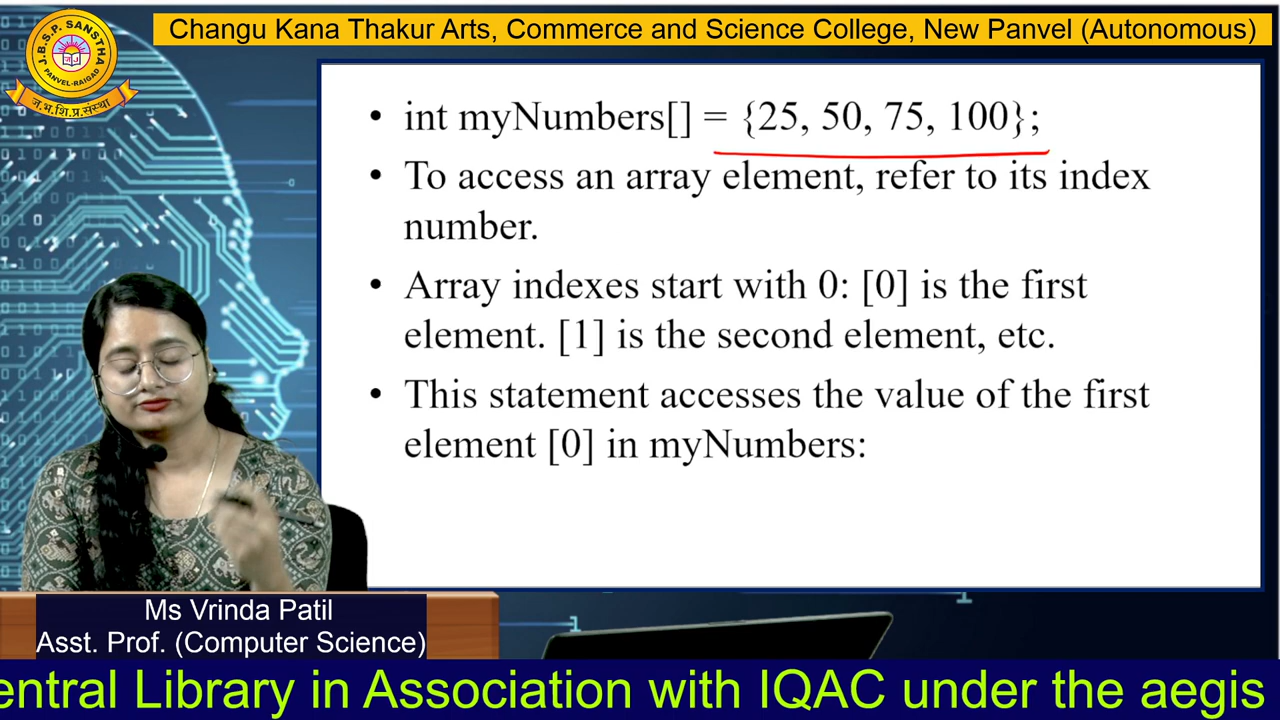 Changu Kana Thakur Arts, Commerce and Science College, New Panvel (Autonomous)
J.B.S.P. SANSTHA
PANVEL-RAIGAD
ज.भ.शि.प्र.संस्था
• int myNumbers[] = {25, 50, 75, 100};
• To access an array element, refer to its index
number.
• Array indexes start with 0: [0] is the first
element. [1] is the second element, etc.
• This statement accesses the value of the first
element [0] in myNumbers:
Ms Vrinda Patil
Asst. Prof. (Computer Science)
entral Library in Association with IQAC under the aegis